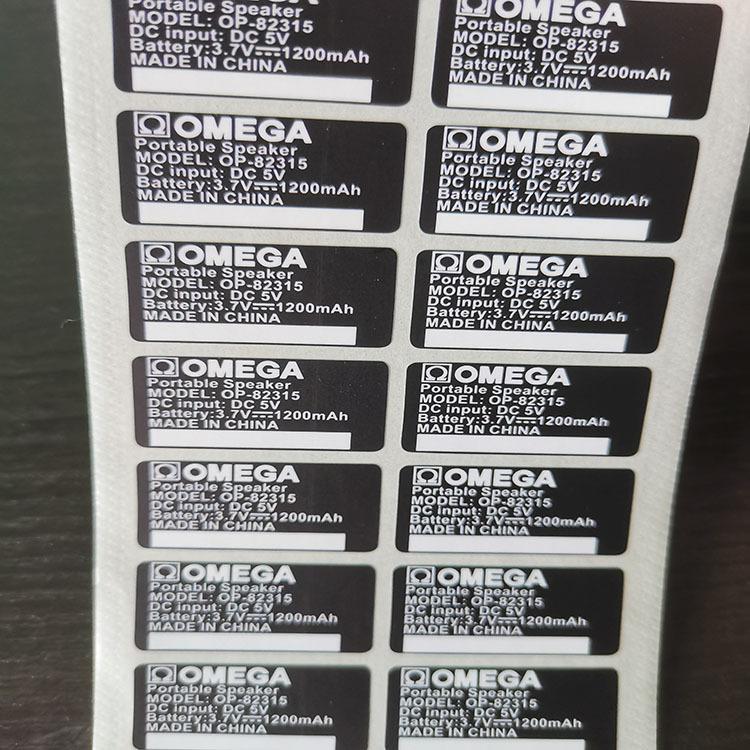 Portable Speaker
MODEL: OP-82315
DC input: DC 5V
Battery:3.7V⎓1200mAh
MADE IN CHINA
Ω OMEGA
Portable Speaker
MODEL: OP-82315
DC input: DC 5V
Battery:3.7V⎓1200mAh
MADE IN CHINA
Ω OMEGA
Portable Speaker
MODEL: OP-82315
DC input: DC 5V
Battery:3.7V⎓1200mAh
MADE IN CHINA
Ω OMEGA
Portable Speaker
MODEL: OP-82315
DC input: DC 5V
Battery:3.7V⎓1200mAh
MADE IN CHINA
Ω OMEGA
Portable Speaker
MODEL: OP-82315
DC input: DC 5V
Battery:3.7V⎓1200mAh
MADE IN CHINA
Ω OMEGA
Portable Speaker
MODEL: OP-82315
DC input: DC 5V
Battery:3.7V⎓1200mAh
MADE IN CHINA
Ω OMEGA
Portable Speaker
MODEL: OP-82315
DC input: DC 5V
Battery:3.7V⎓1200mAh
MADE IN CHINA
Ω OMEGA
Portable Speaker
MODEL: OP-82315
DC input: DC 5V
Battery:3.7V⎓1200mAh
MADE IN CHINA
Ω OMEGA
Portable Speaker
MODEL: OP-82315
DC input: DC 5V
Battery:3.7V⎓1200mAh
MADE IN CHINA
Ω OMEGA
Portable Speaker
MODEL: OP-82315
DC input: DC 5V
Battery:3.7V⎓1200mAh
MADE IN CHINA
Ω OMEGA
Portable Speaker
MODEL: OP-82315
DC input: DC 5V
Battery:3.7V⎓1200mAh
MADE IN CHINA
Ω OMEGA
Portable Speaker
MODEL: OP-82315
DC input: DC 5V
Battery:3.7V⎓1200mAh
MADE IN CHINA
Ω OMEGA
Portable Speaker
MODEL: OP-82315
DC input: DC 5V
Battery:3.7V⎓1200mAh
MADE IN CHINA
Ω OMEGA
Portable Speaker
MODEL: OP-82315
DC input: DC 5V
Battery:3.7V⎓1200mAh
MADE IN CHINA